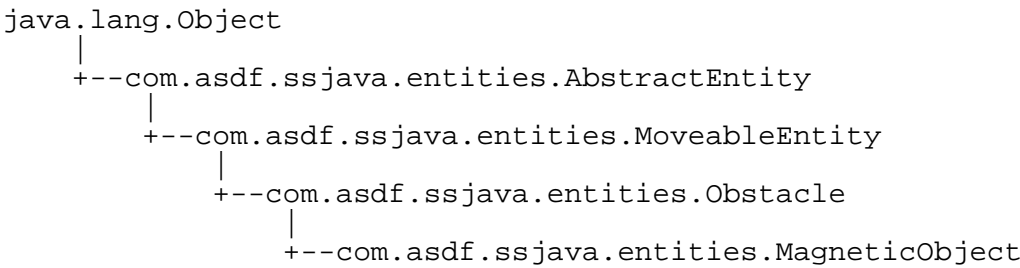 java.lang.Object
|
+--com.asdf.ssjava.entities.AbstractEntity
|
+--com.asdf.ssjava.entities.MoveableEntity
|
+--com.asdf.ssjava.entities.Obstacle
|
+--com.asdf.ssjava.entities.MagneticObject